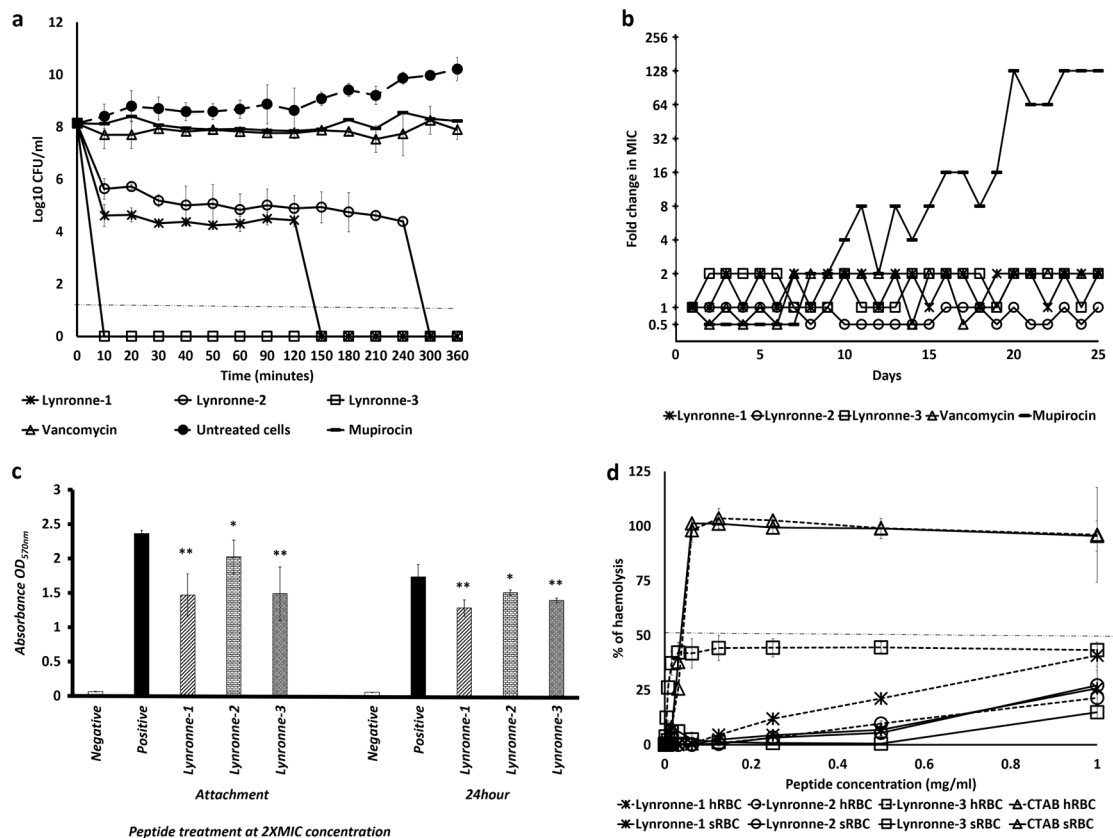 a
12
10
8
6
4
2
0
Log10 CFU/ml
0 10 20 30 40 50 60 90 120 150 180 210 240 300 360
Time (minutes)
Lynronne-1 Lynronne-2 Lynronne-3
Vancomycin Untreated cells Mupirocin
b
256
128
64
32
16
8
4
2
1
0.5
Fold change in MIC
0 5 10 15 20 25
Days
Lynronne-1 Lynronne-2 Lynronne-3 Vancomycin Mupirocin
c
3
2.5
2
1.5
1
0.5
0
Absorbance OD570nm
** * ** ** * **
Negative Positive Lynronne-1 Lynronne-2 Lynronne-3 Negative Positive Lynronne-1 Lynronne-2 Lynronne-3
Attachment 24hour
Peptide treatment at 2XMIC concentration
d
125
100
75
50
25
0
% of haemolysis
0 0.2 0.4 0.6 0.8 1
Peptide concentration (mg/ml)
Lynronne-1 hRBC Lynronne-2 hRBC Lynronne-3 hRBC CTAB hRBC
Lynronne-1 sRBC Lynronne-2 sRBC Lynronne-3 sRBC CTAB sRBC